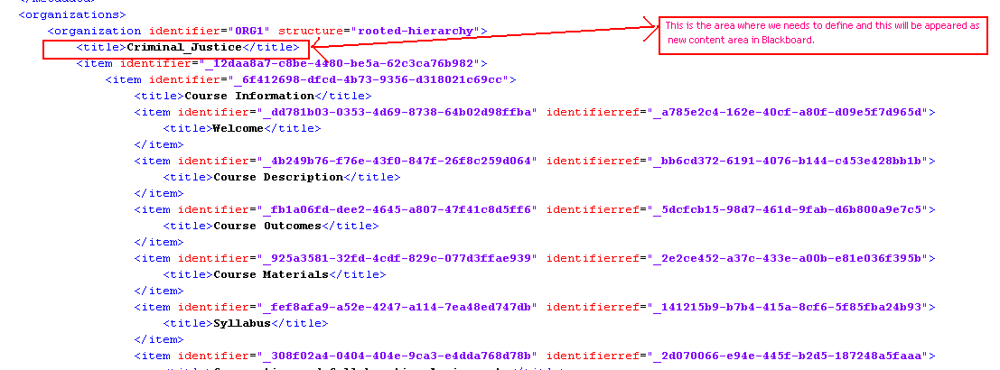 </metadata>
<organizations>
<organization identifier="ORG1" structure="rooted-hierarchy">
<title>Criminal_Justice</title>
This is the area where we needs to define and this will be appeared as
new content area in Blackboard.
<item identifier="_12daa8a7-c8be-4480-be5a-62c3ca76b982">
<item identifier="_6f412698-dfcd-4b73-9356-d318021c69cc">
<title>Course Information</title>
<item identifier="_dd781b03-0353-4d69-8738-64b02d98ffba" identifierref="_a785e2c4-162e-40cf-a80f-d09e5f7d965d">
<title>Welcome</title>
</item>
<item identifier="_4b249b76-f76e-43f0-847f-26f8c259d064" identifierref="_bb6cd372-6191-4076-b144-c453e428bb1b">
<title>Course Description</title>
</item>
<item identifier="_fb1a06fd-dee2-4645-a807-47f41c8d5ff6" identifierref="_5dcfcb15-98d7-461d-9fab-d6b800a9e7c5">
<title>Course Outcomes</title>
</item>
<item identifier="_925a3581-32fd-4cdf-829c-077d3ffae939" identifierref="_2e2ce452-a37c-433e-a00b-e81e036f395b">
<title>Course Materials</title>
</item>
<item identifier="_fef8afa9-a52e-4247-a114-7ea48ed747db" identifierref="_141215b9-b7b4-415a-8cf6-5f85fba24b93">
<title>Syllabus</title>
</item>
<item identifier="_308f02a4-0404-404e-9ca3-e4dda768d78b" identifierref="_2d070066-e94e-445f-b2d5-187248a5faaa">